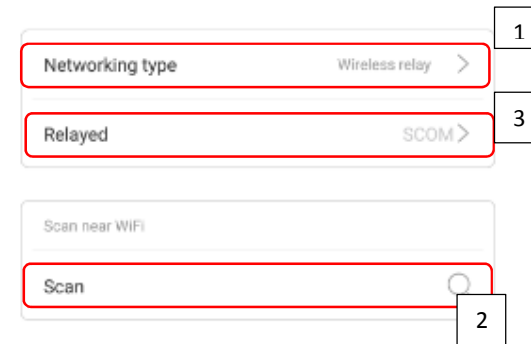 1
Networking type Wireless relay >
3
Relayed SCOM >
Scan near WiFi
Scan
2